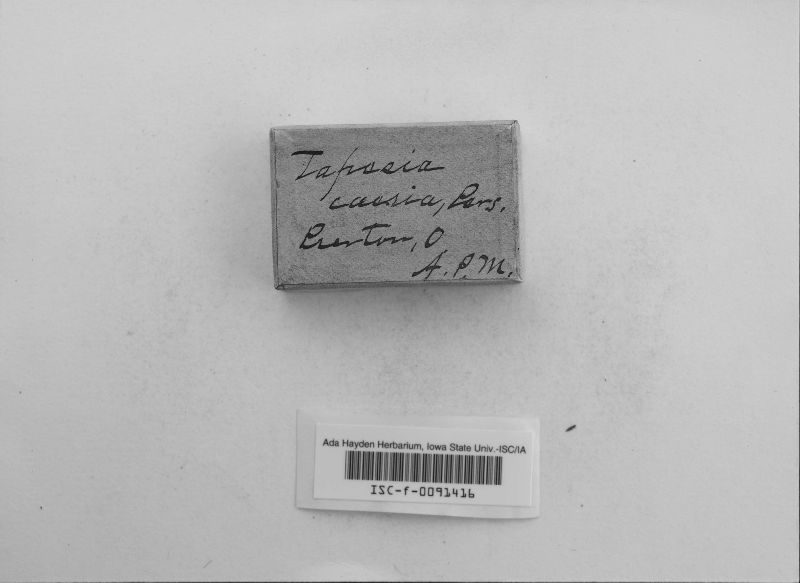 Tapesia
caesia, Pers.
Preston, O
A.P.M.
Ada Hayden Herbarium, Iowa State Univ.-ISC/IA
ISC-f-0091416